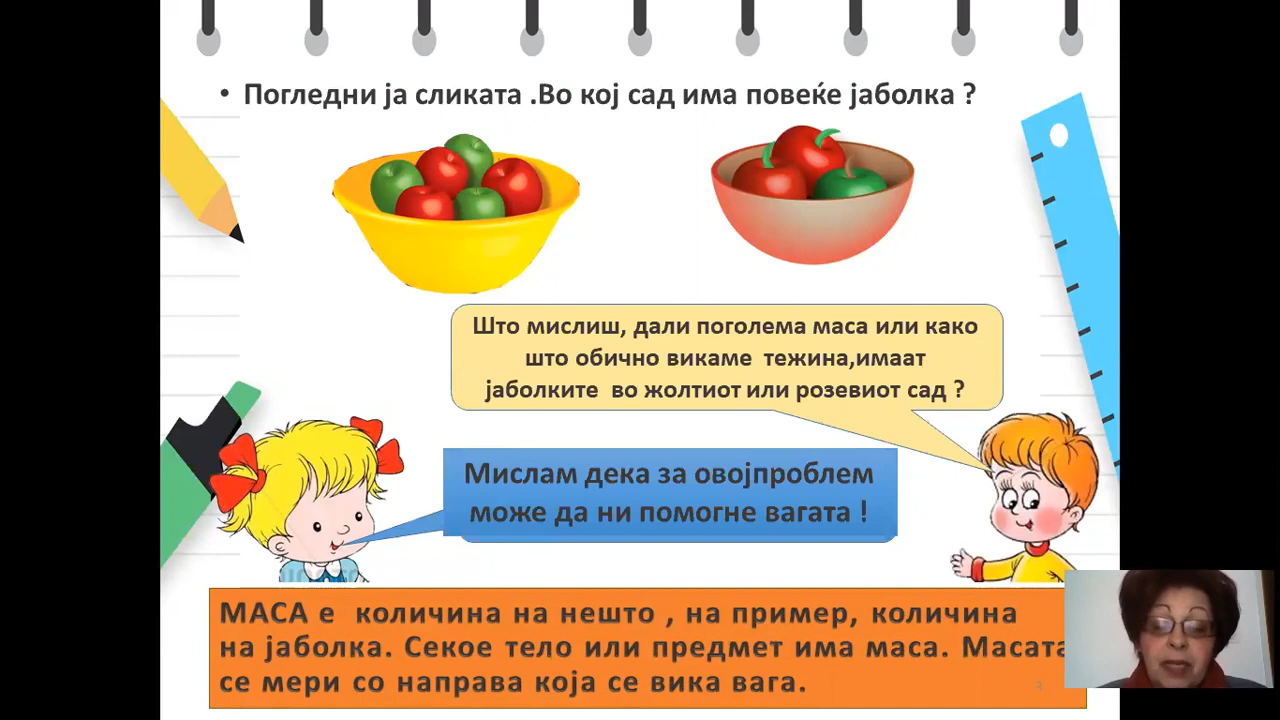 • Погледни ја сликата .Во кој сад има повеќе јаболка ?
Што мислиш, дали поголема маса или како
што обично викаме тежина,имаат
јаболките во жолтиот или розевиот сад ?
Мислам дека за овојпроблем
може да ни помогне вагата !
МАСА е количина на нешто , на пример, количина
на јаболка. Секое тело или предмет има маса. Масата
се мери со направа која се вика вага.
3